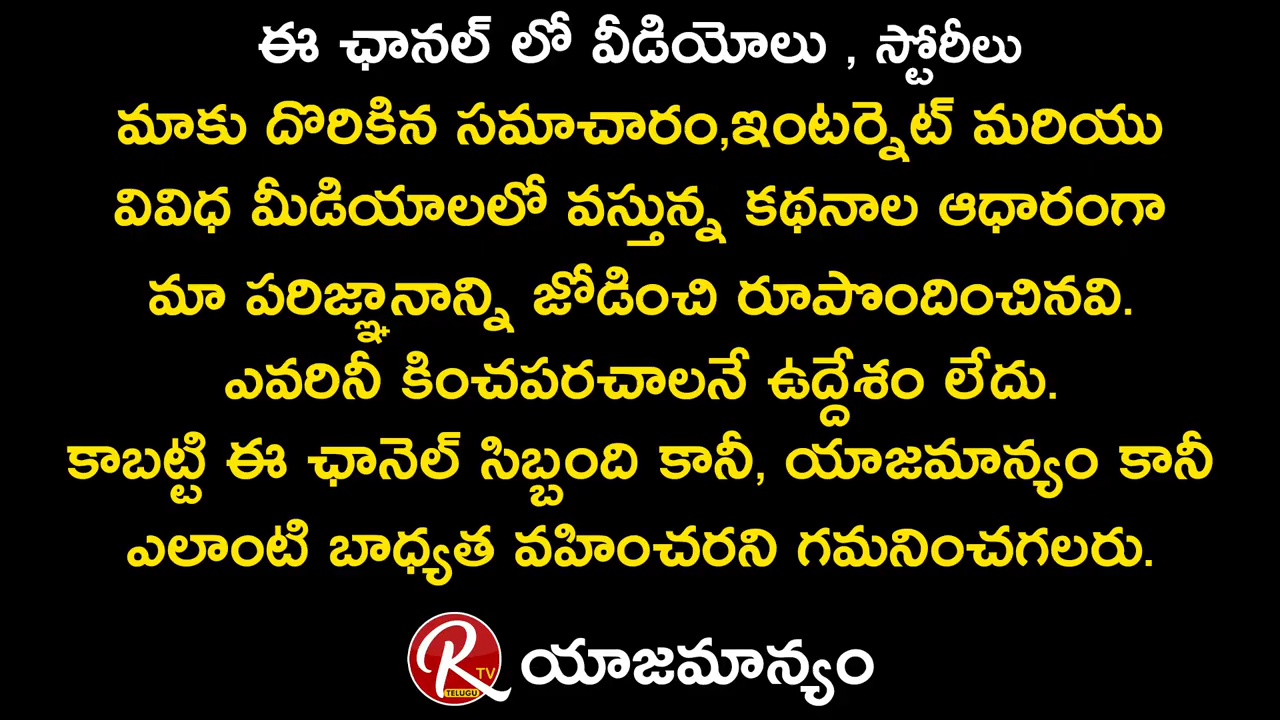 ఈ ఛానల్ లో వీడియోలు , స్టోరీలు
మాకు దొరికిన సమాచారం,ఇంటర్నెట్ మరియు
వివిధ మీడియాలలో వస్తున్న కథనాల ఆధారంగా
మా పరిజ్ఞానాన్ని జోడించి రూపొందించినవి.
ఎవరినీ కించపరచాలనే ఉద్దేశం లేదు.
కాబట్టి ఈ ఛానెల్ సిబ్బంది కానీ, యాజమాన్యం కానీ
ఎలాంటి బాధ్యత వహించరని గమనించగలరు.
R TV TELUGU యాజమాన్యం